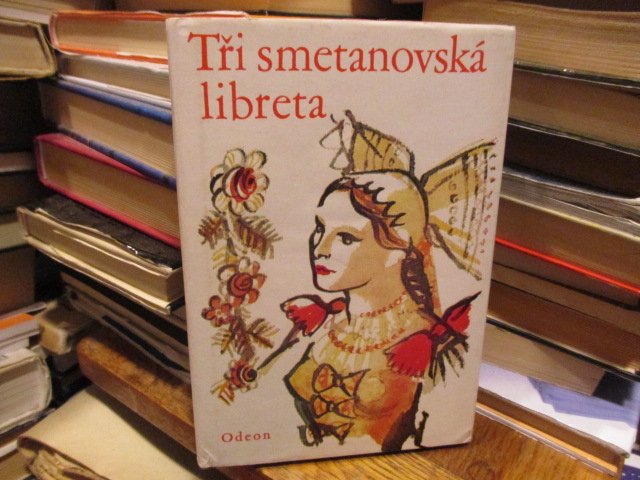 Tři smetanovská
libreta
Odeon